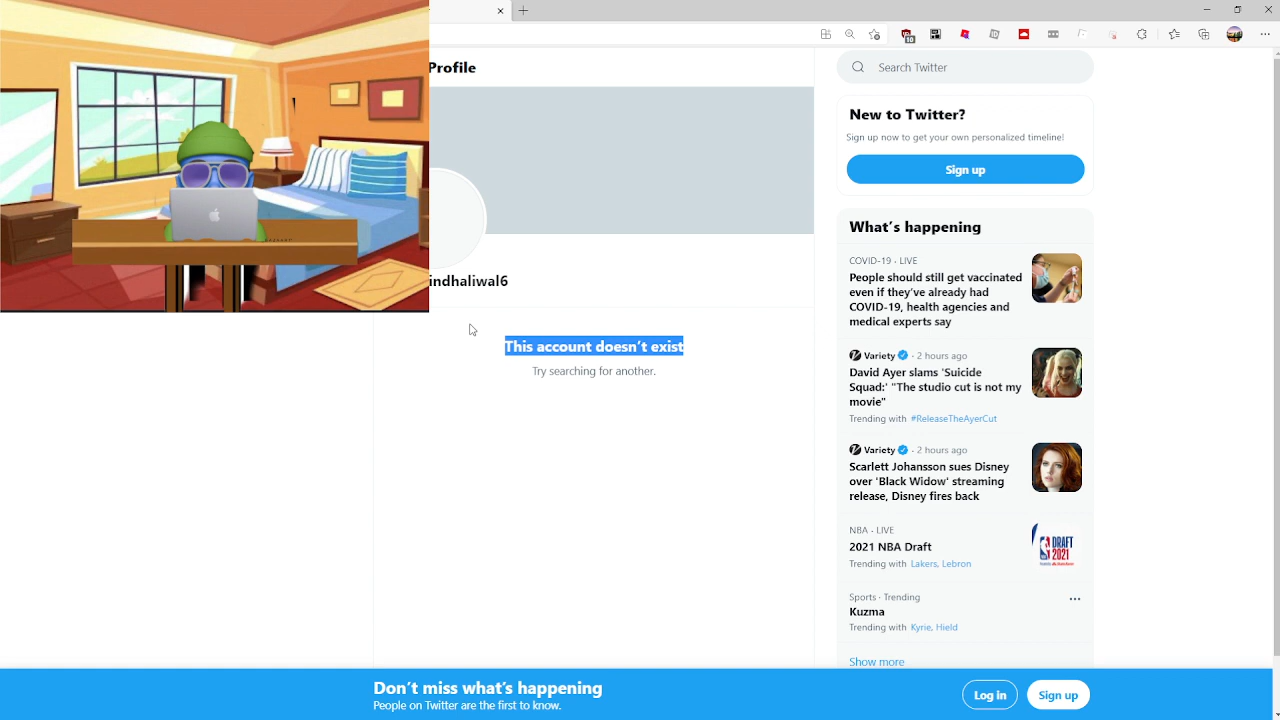 Profile
indhaliwal6
This account doesn't exist
Try searching for another.
10
Search Twitter
New to Twitter?
Sign up now to get your own personalized timeline!
Sign up
What's happening
COVID-19 · LIVE
People should still get vaccinated
even if they've already had
COVID-19, health agencies and
medical experts say
Variety · 2 hours ago
David Ayer slams 'Suicide
Squad:' "The studio cut is not my
movie"
Trending with #ReleaseTheAyerCut
Variety · 2 hours ago
Scarlett Johansson sues Disney
over 'Black Widow' streaming
release, Disney fires back
NBA · LIVE
2021 NBA Draft
Trending with Lakers, Lebron
DRAFT
2021
Sports · Trending
Kuzma
Trending with Kyrie, Hield
Show more
Don't miss what's happening
People on Twitter are the first to know.
Log in
Sign up